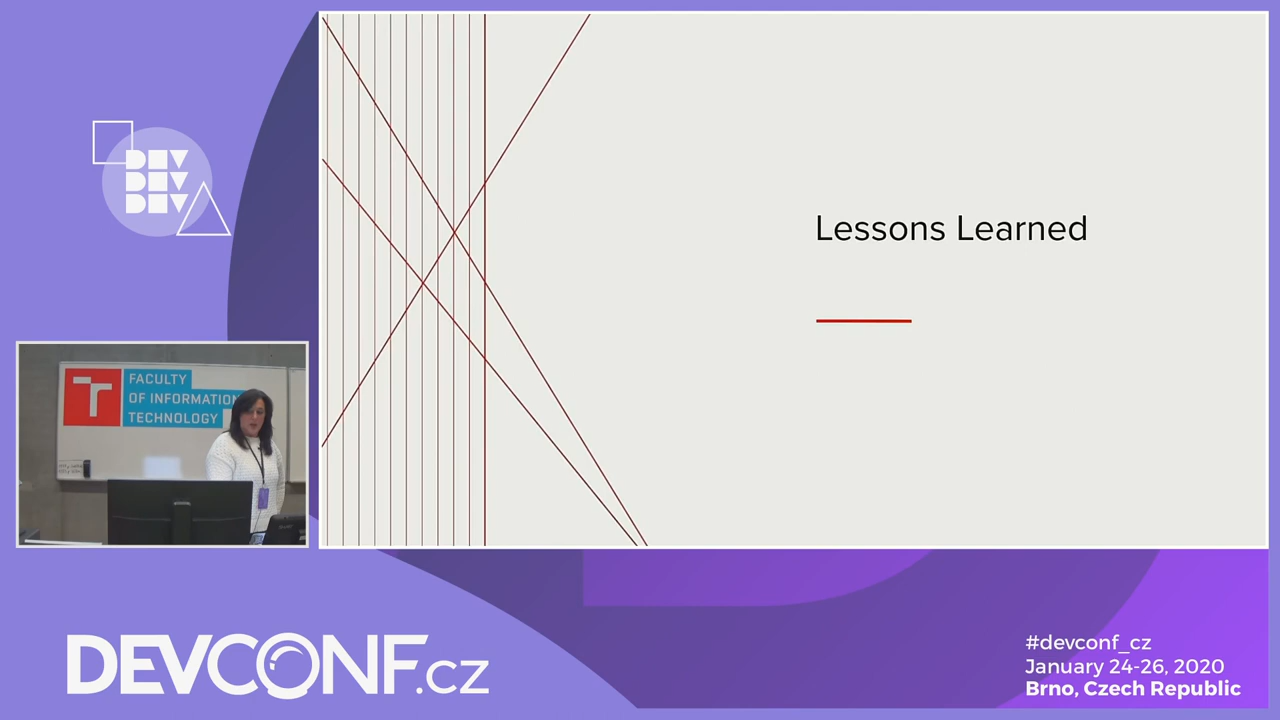 DEV
DEV
DEV
Lessons Learned
FACULTY
OF INFORMATION
TECHNOLOGY
DEVCONF.CZ
#devconf_cz
January 24-26, 2020
Brno, Czech Republic